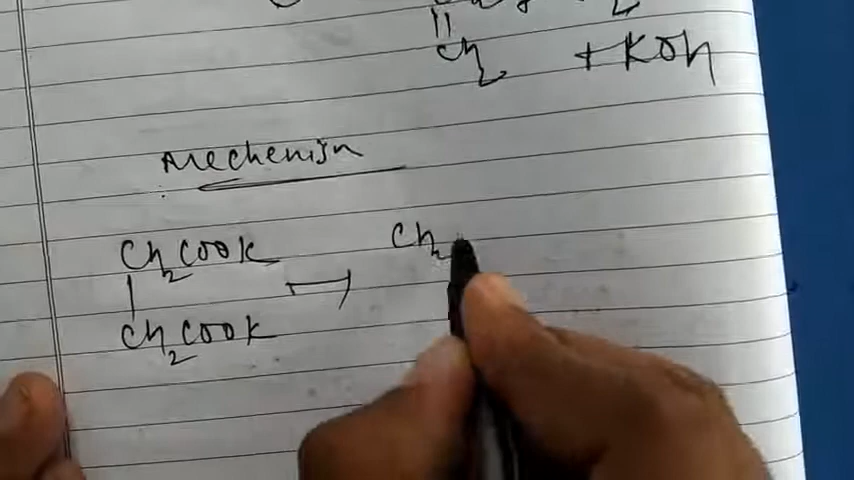 ||
CH2 + KOH
Mechenism
CH2COOK
| → CH2
CH2COOK